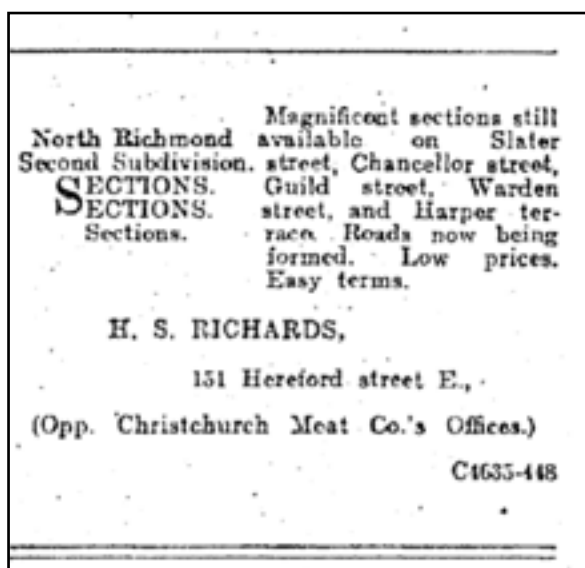 North Richmond
Second Subdivision.
SECTIONS.
SECTIONS.
Sections.
Magnificent sections still
available on Slater
street, Chancellor street,
Guild street, Warden
street, and Harper ter-
race. Roads now being
formed. Low prices.
Easy terms.
H. S. RICHARDS,
151 Hereford street E.,
(Opp. Christchurch Meat Co.'s Offices.)
C4635-448